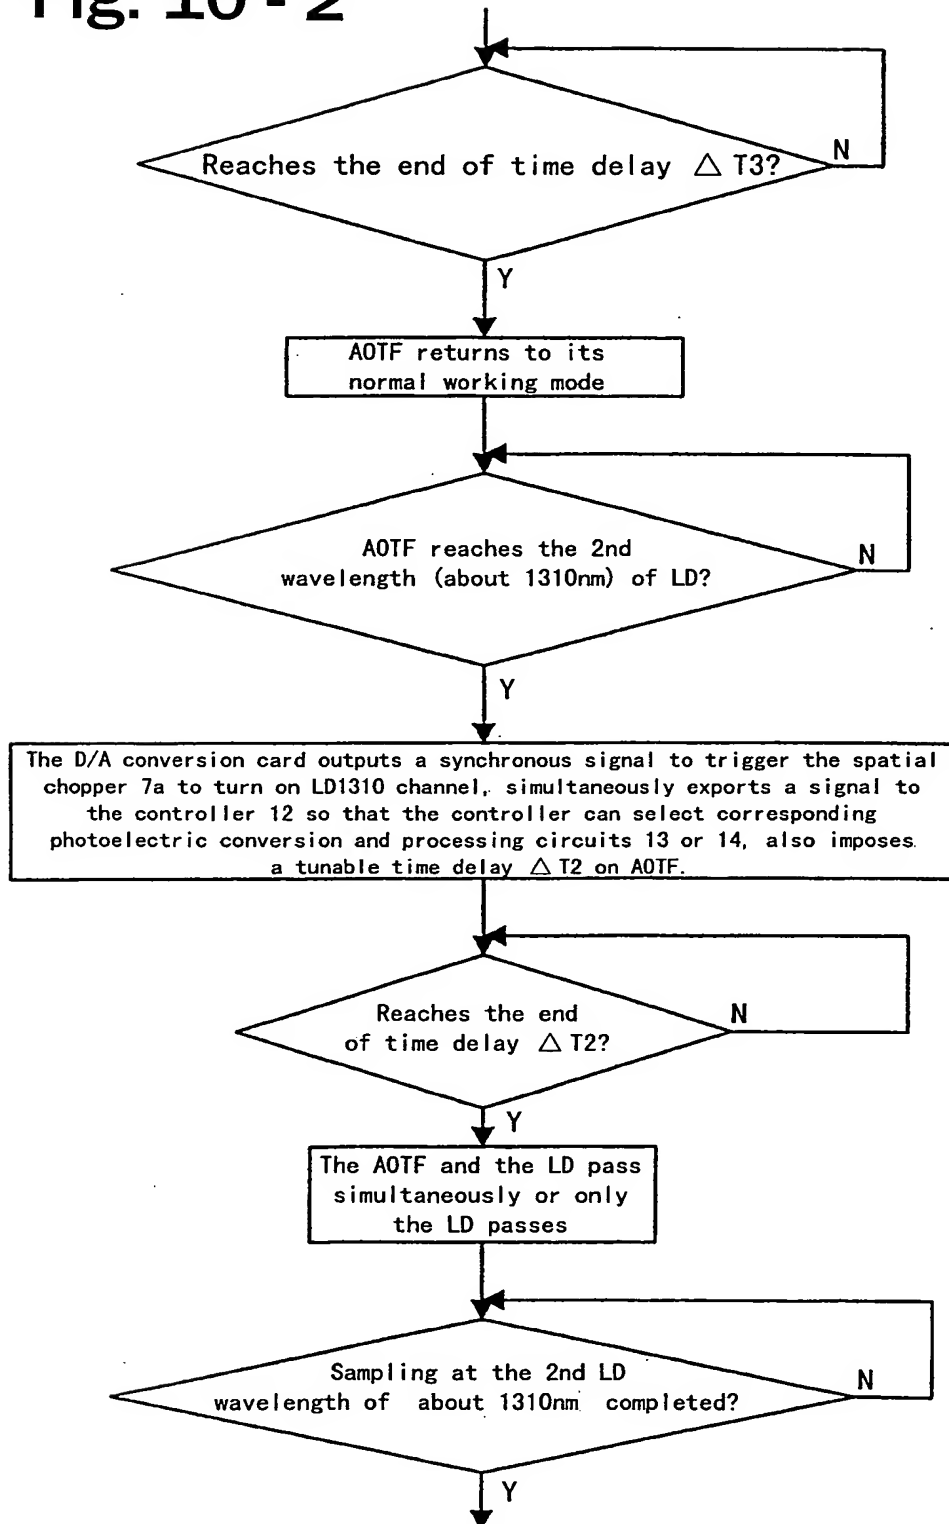 Fig. 10 - 2
Reaches the end of time delay △ T3?
N
Y
AOTF returns to its
normal working mode
AOTF reaches the 2nd
wavelength (about 1310nm) of LD?
N
Y
The D/A conversion card outputs a synchronous signal to trigger the spatial
chopper 7a to turn on LD1310 channel, simultaneously exports a signal to
the controller 12 so that the controller can select corresponding
photoelectric conversion and processing circuits 13 or 14, also imposes
a tunable time delay △ T2 on AOTF.
Reaches the end
of time delay △ T2?
N
Y
The AOTF and the LD pass
simultaneously or only
the LD passes
Sampling at the 2nd LD
wavelength of about 1310nm completed?
N
Y